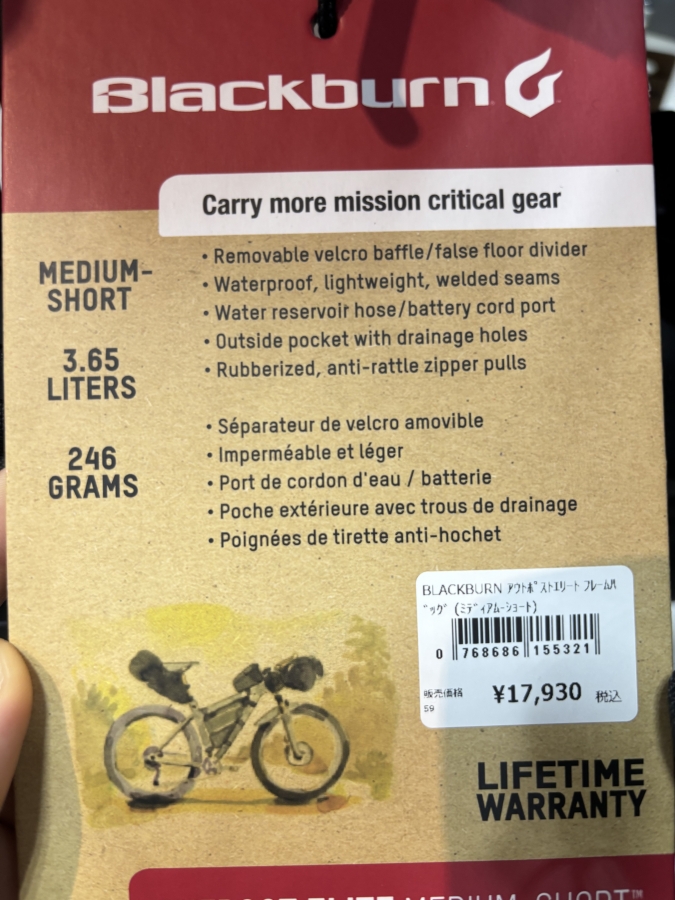 Blackburn
Carry more mission critical gear
MEDIUM-
SHORT
3.65
LITERS
246
GRAMS
• Removable velcro baffle/false floor divider
• Waterproof, lightweight, welded seams
• Water reservoir hose/battery cord port
• Outside pocket with drainage holes
• Rubberized, anti-rattle zipper pulls
• Séparateur de velcro amovible
• Imperméable et léger
• Port de cordon d'eau / batterie
• Poche extérieure avec trous de drainage
• Poignées de tirette anti-hochet
BLACKBURN ｱｳﾄﾎﾟｽﾄｴﾘｰﾄ ﾌﾚｰﾑﾊ
ﾞｯｸﾞ (ﾐﾃﾞｨｱﾑ-ｼｮｰﾄ)
0 768686 155321
販売価格 ¥17,930 税込
59
LIFETIME
WARRANTY
ELITE MEDIUM-SHORT™